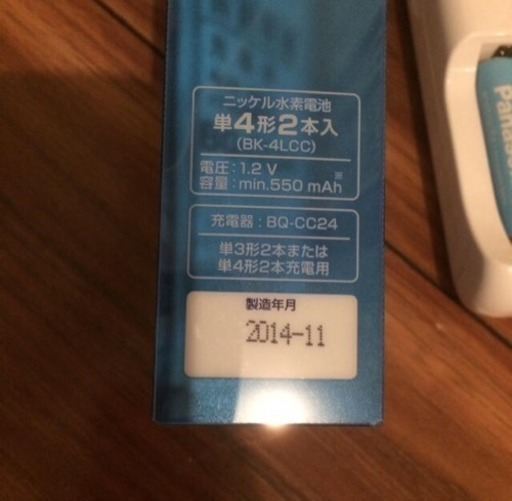 ニッケル水素電池
単4形2本入
(BK-4LCC)
電圧:1.2 V
容量:min.550 mAh※
充電器:BQ-CC24
単3形2本または
単4形2本充電用
製造年月
2014-11
Panaso